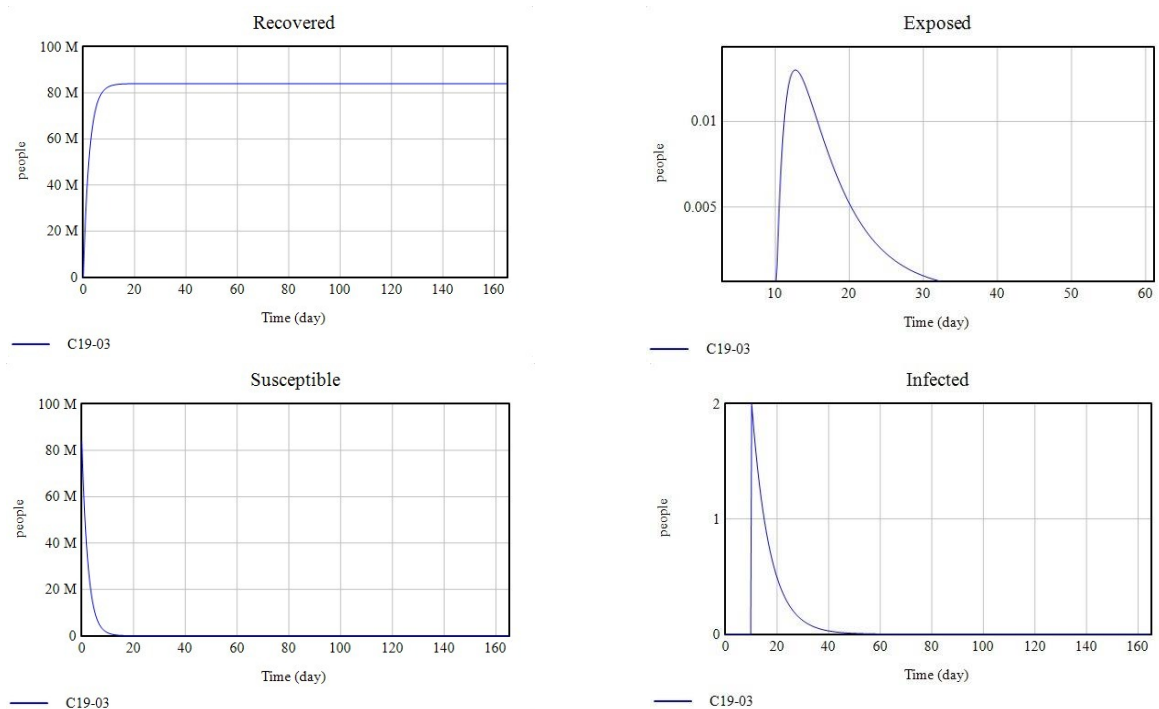 Recovered
100 M
80 M
60 M
40 M
20 M
0
people
0 20 40 60 80 100 120 140 160
Time (day)
C19-03
Exposed
0.01
0.005
people
10 20 30 40 50 60
Time (day)
C19-03
Susceptible
100 M
80 M
60 M
40 M
20 M
0
people
0 20 40 60 80 100 120 140 160
Time (day)
C19-03
Infected
2
1
0
people
0 20 40 60 80 100 120 140 160
Time (day)
C19-03